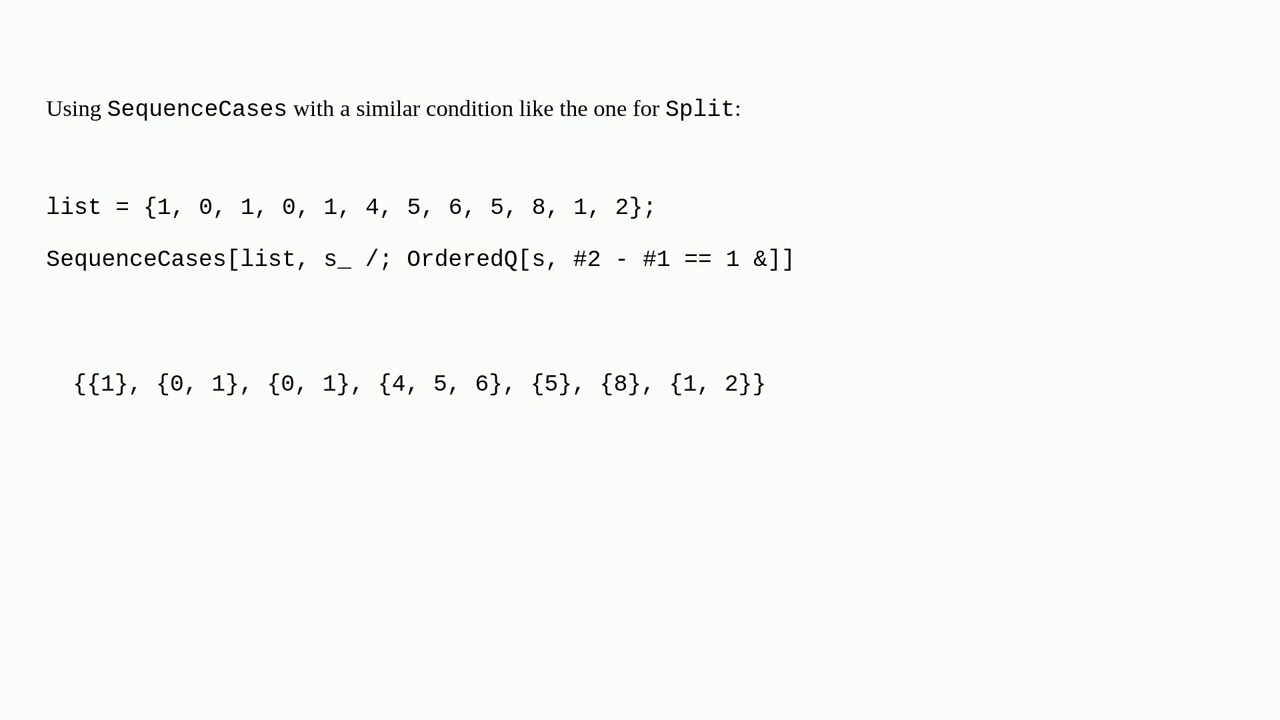 Using SequenceCases with a similar condition like the one for Split:
list = {1, 0, 1, 0, 1, 4, 5, 6, 5, 8, 1, 2};
SequenceCases[list, s_ /; OrderedQ[s, #2 - #1 == 1 &]]
{{1}, {0, 1}, {0, 1}, {4, 5, 6}, {5}, {8}, {1, 2}}